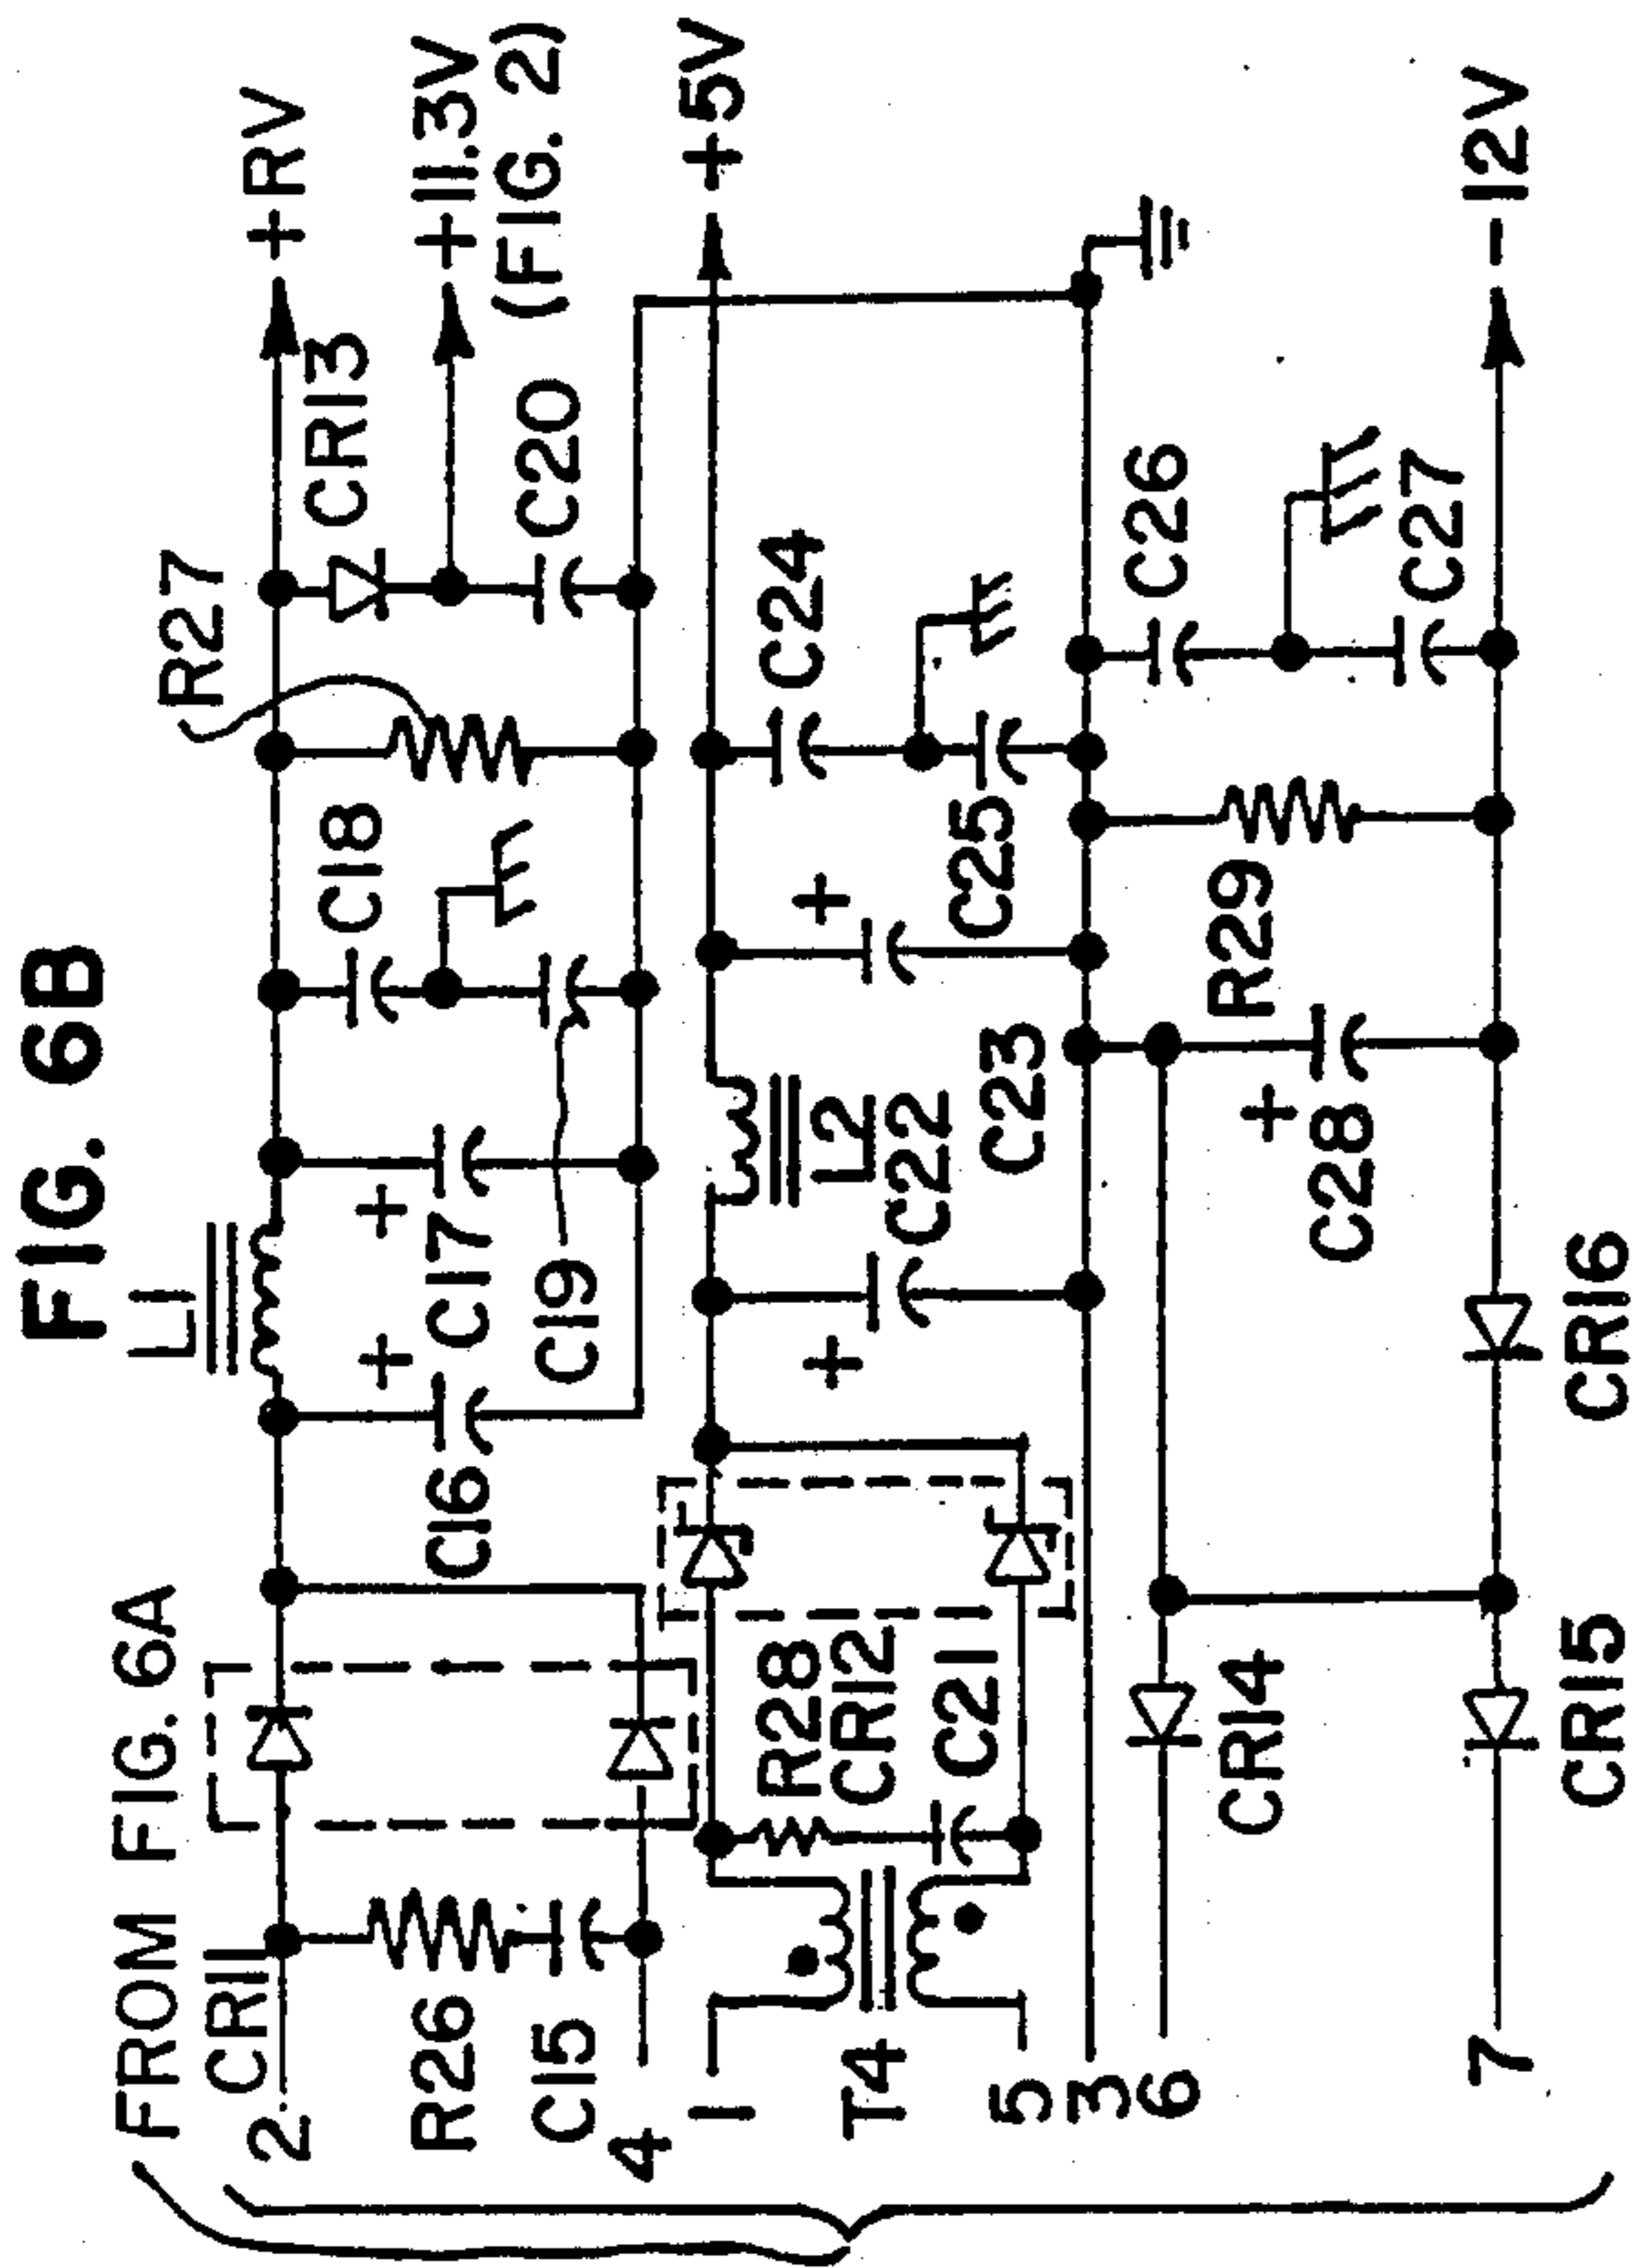 FIG. 6B
FROM FIG. 6A
L1
R27
+RV
CR11
2
C18
CR13
+11.3V
(FIG. 2)
R26
C16
+
C17
+
C19
C20
C15
4
1
+5V
R28
CR12
C21
L2
C22
+
C23
+
C24
C25
T4
5
3
6
C26
R29
C28
+
C27
CR14
7
-12V
CR15
CR16